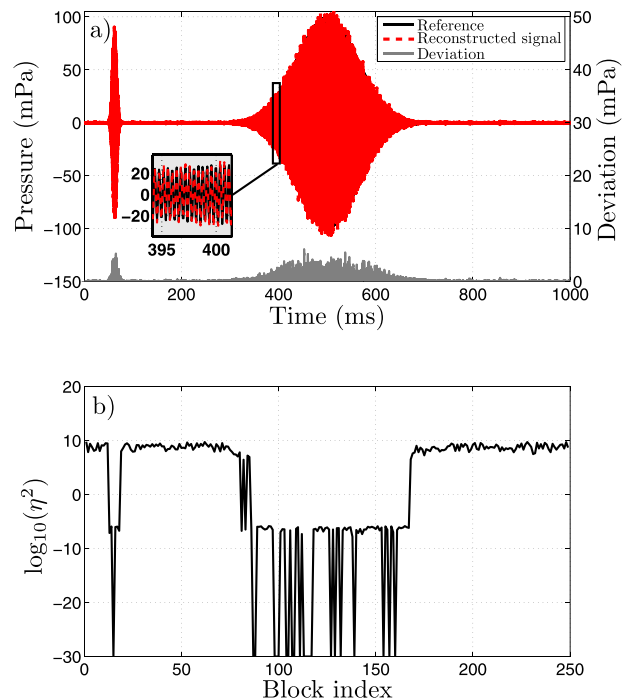 a)
Reference
Reconstructed signal
Deviation
Pressure (mPa)
100
50
0
−50
−100
−150
Deviation (mPa)
50
40
30
20
10
0
20
0
−20
395 400
0 200 400 600 800 1000
Time (ms)
b)
log10(η2)
20
10
0
−10
−20
−30
0 50 100 150 200 250
Block index